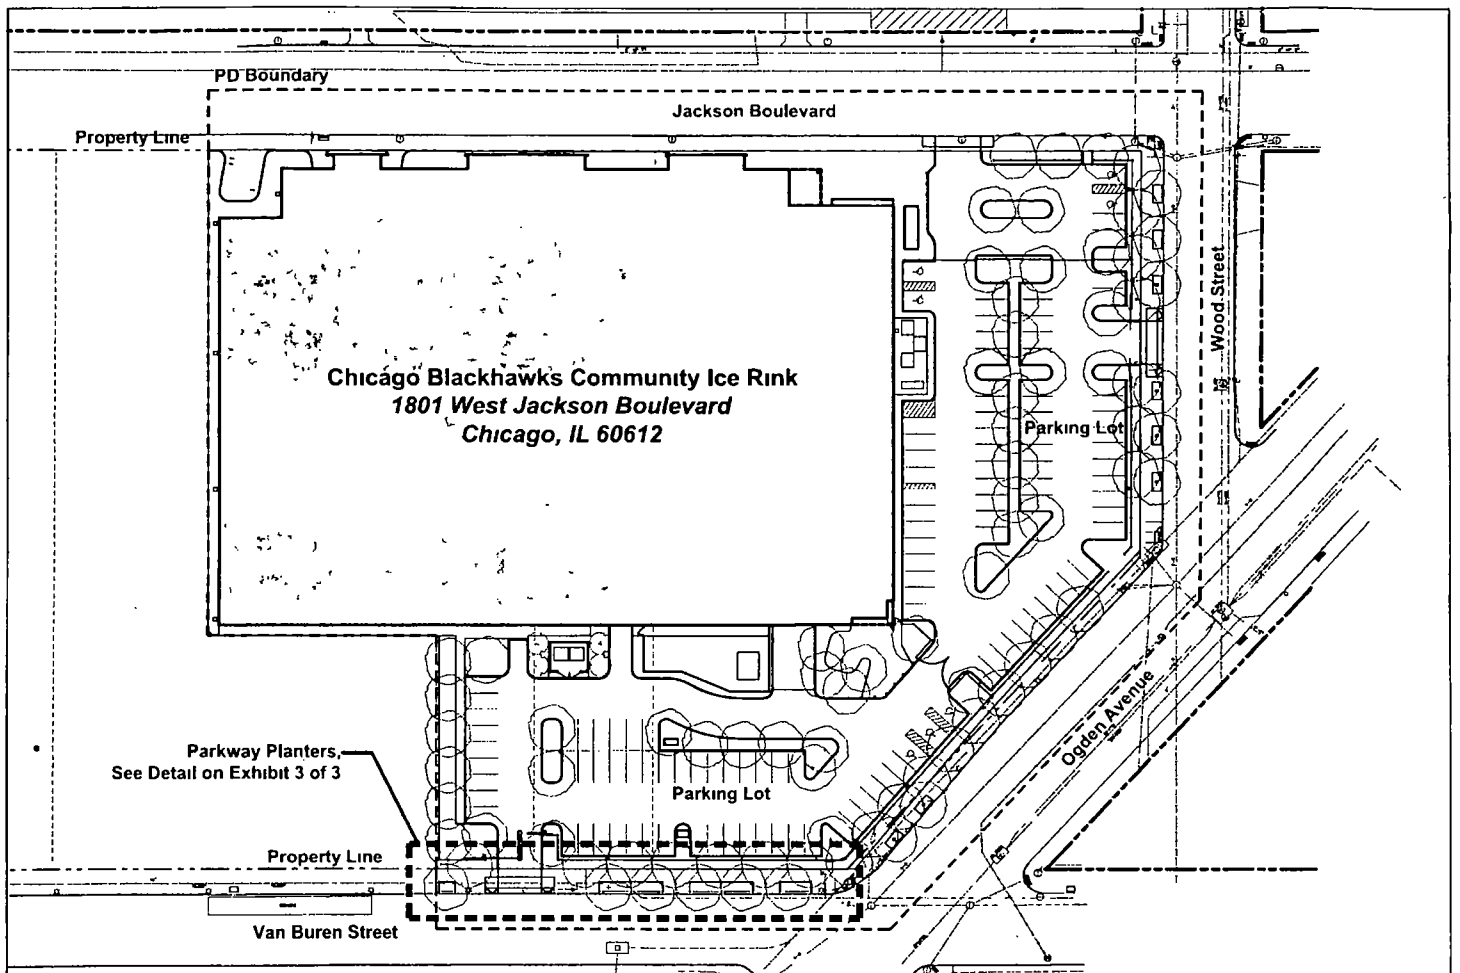 PD Boundary
Jackson Boulevard
Property Line
Wood Street
Chicago Blackhawks Community Ice Rink
1801 West Jackson Boulevard
Chicago, IL 60612
Parking Lot
Ogden Avenue
Parkway Planters,
See Detail on Exhibit 3 of 3
Parking Lot
Property Line
Van Buren Street